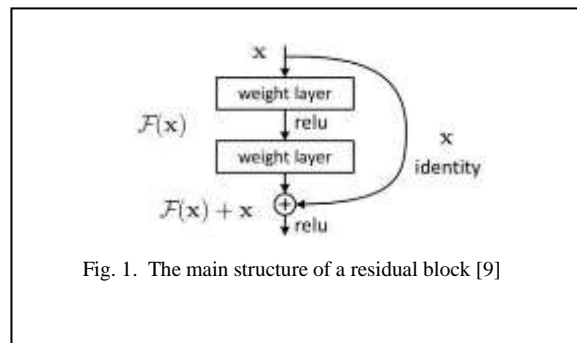 x
weight layer
F(x)
relu
x
weight layer
identity
F(x) + x
relu
Fig. 1. The main structure of a residual block [9]